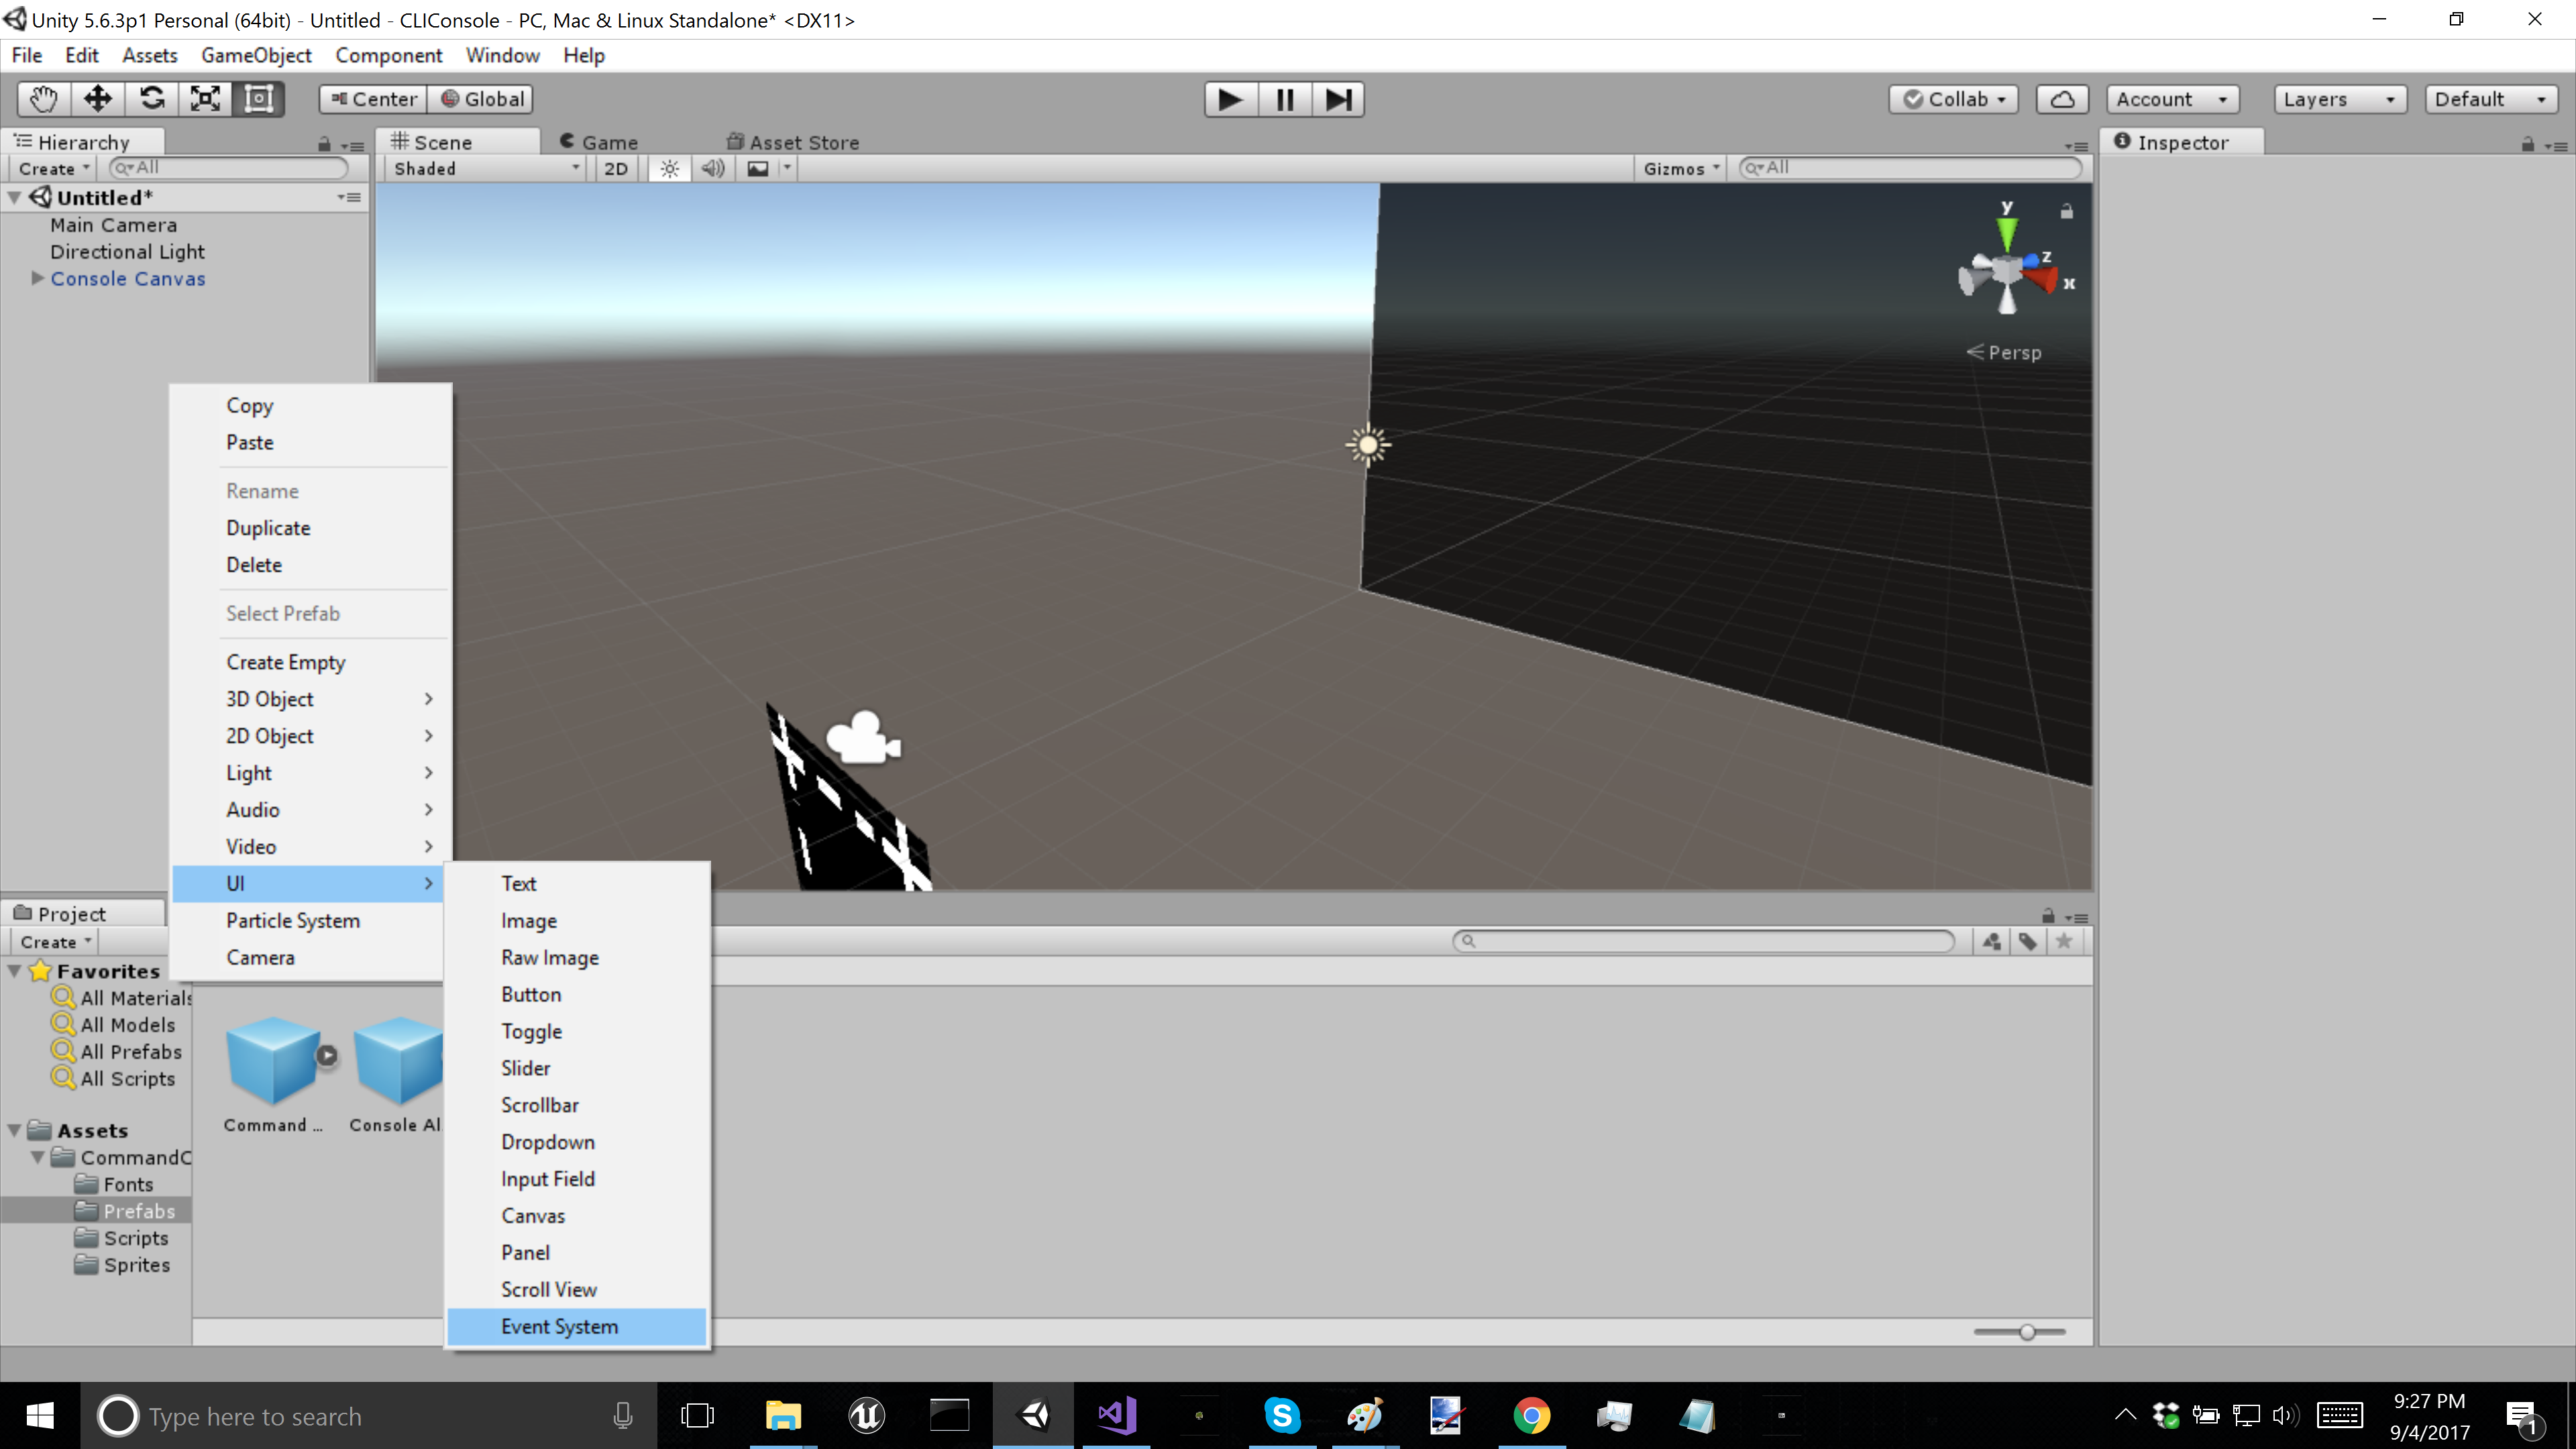 Unity 5.6.3p1 Personal (64bit) - Untitled - CLIConsole - PC, Mac & Linux Standalone* <DX11>
File Edit Assets GameObject Component Window Help
Center Global Collab Account Layers Default
Hierarchy Scene Game Asset Store Inspector
Create All Shaded 2D Gizmos All
Untitled*
Main Camera
Directional Light
Console Canvas
y
z
x
Persp
Copy
Paste
Rename
Duplicate
Delete
Select Prefab
Create Empty
3D Object
2D Object
Light
Audio
Video
UI
Particle System
Camera
Text
Image
Raw Image
Button
Toggle
Slider
Scrollbar
Dropdown
Input Field
Canvas
Panel
Scroll View
Event System
Project
Create
Favorites
All Materials
All Models
All Prefabs
All Scripts
Assets
CommandC
Fonts
Prefabs
Scripts
Sprites
Command ...
Console Al
Type here to search
9:27 PM
9/4/2017
1